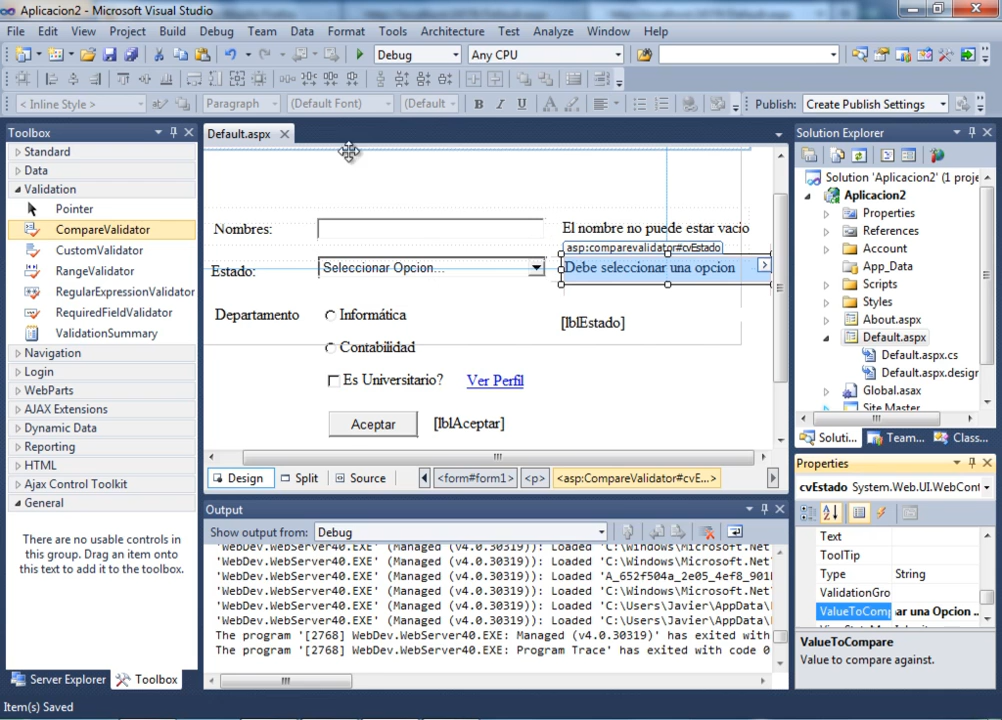 Aplicacion2 - Microsoft Visual Studio
File Edit View Project Build Debug Team Data Format Tools Architecture Test Analyze Window Help
Debug Any CPU
< Inline Style > Paragraph (Default Font) (Default B I U A Publish: Create Publish Settings
Toolbox
Standard
Data
Validation
Pointer
CompareValidator
CustomValidator
RangeValidator
RegularExpressionValidator
RequiredFieldValidator
ValidationSummary
Navigation
Login
WebParts
AJAX Extensions
Dynamic Data
Reporting
HTML
Ajax Control Toolkit
General
There are no usable controls in
this group. Drag an item onto
this text to add it to the toolbox.
Server Explorer Toolbox
Default.aspx
Nombres: El nombre no puede estar vacio
asp:comparevalidator#cvEstado
Estado: Seleccionar Opcion... Debe seleccionar una opcion
Departamento Informática
[lblEstado]
Contabilidad
Es Universitario? Ver Perfil
Aceptar [lblAceptar]
Design Split Source <form#form1> <p> <asp:CompareValidator#cvE...>
Output
Show output from: Debug
'WebDev.WebServer40.EXE' (Managed (v4.0.30319)): Loaded 'C:\Windows\Microsoft.Net
'WebDev.WebServer40.EXE' (Managed (v4.0.30319)): Loaded 'C:\Windows\Microsoft.Net
'WebDev.WebServer40.EXE' (Managed (v4.0.30319)): Loaded 'A_652f504a_2e05_4ef8_901
'WebDev.WebServer40.EXE' (Managed (v4.0.30319)): Loaded 'C:\Users\Javier\AppData\
'WebDev.WebServer40.EXE' (Managed (v4.0.30319)): Loaded 'C:\Users\Javier\AppData\
The program '[2768] WebDev.WebServer40.EXE: Managed (v4.0.30319)' has exited with
The program '[2768] WebDev.WebServer40.EXE: Program Trace' has exited with code 0
Solution Explorer
Solution 'Aplicacion2' (1 proje
Aplicacion2
Properties
References
Account
App_Data
Scripts
Styles
About.aspx
Default.aspx
Default.aspx.cs
Default.aspx.design
Global.asax
Site Master
Soluti... Team... Class...
Properties
cvEstado System.Web.UI.WebCont
Text
ToolTip
Type String
ValidationGro
ValueToComp ar una Opcion ..
ValueToCompare
Value to compare against.
Item(s) Saved